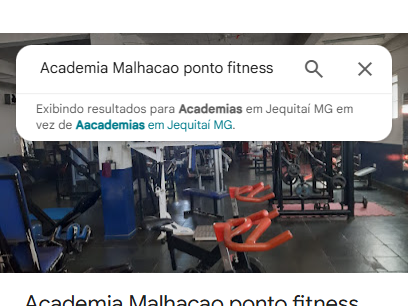 Academia Malhacao ponto fitness
Exibindo resultados para Academias em Jequitaí MG em
vez de Aacademias em Jequitaí MG.
Academia Malhacao ponto fitness